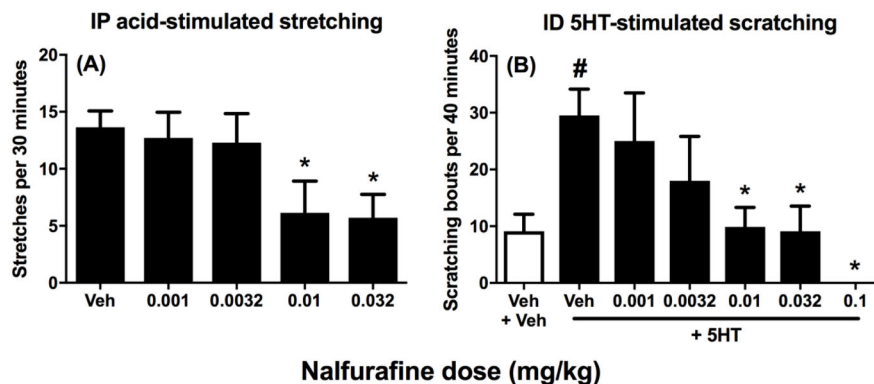 IP acid-stimulated stretching
(A)
Stretches per 30 minutes
20
15
10
5
0
*
*
Veh 0.001 0.0032 0.01 0.032
ID 5HT-stimulated scratching
(B)
Scratching bouts per 40 minutes
40
30
20
10
0
#
*
*
*
Veh Veh 0.001 0.0032 0.01 0.032 0.1
+ Veh
+ 5HT
Nalfurafine dose (mg/kg)